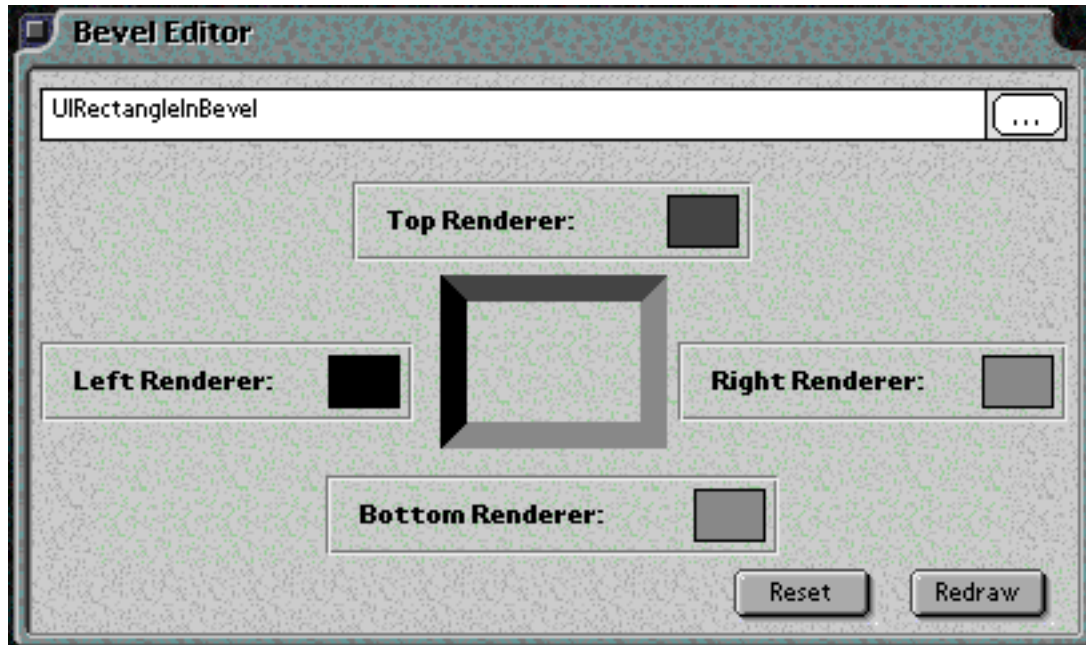 Bevel Editor
UIRectangleInBevel
...
Top Renderer:
Left Renderer:
Right Renderer:
Bottom Renderer:
Reset
Redraw